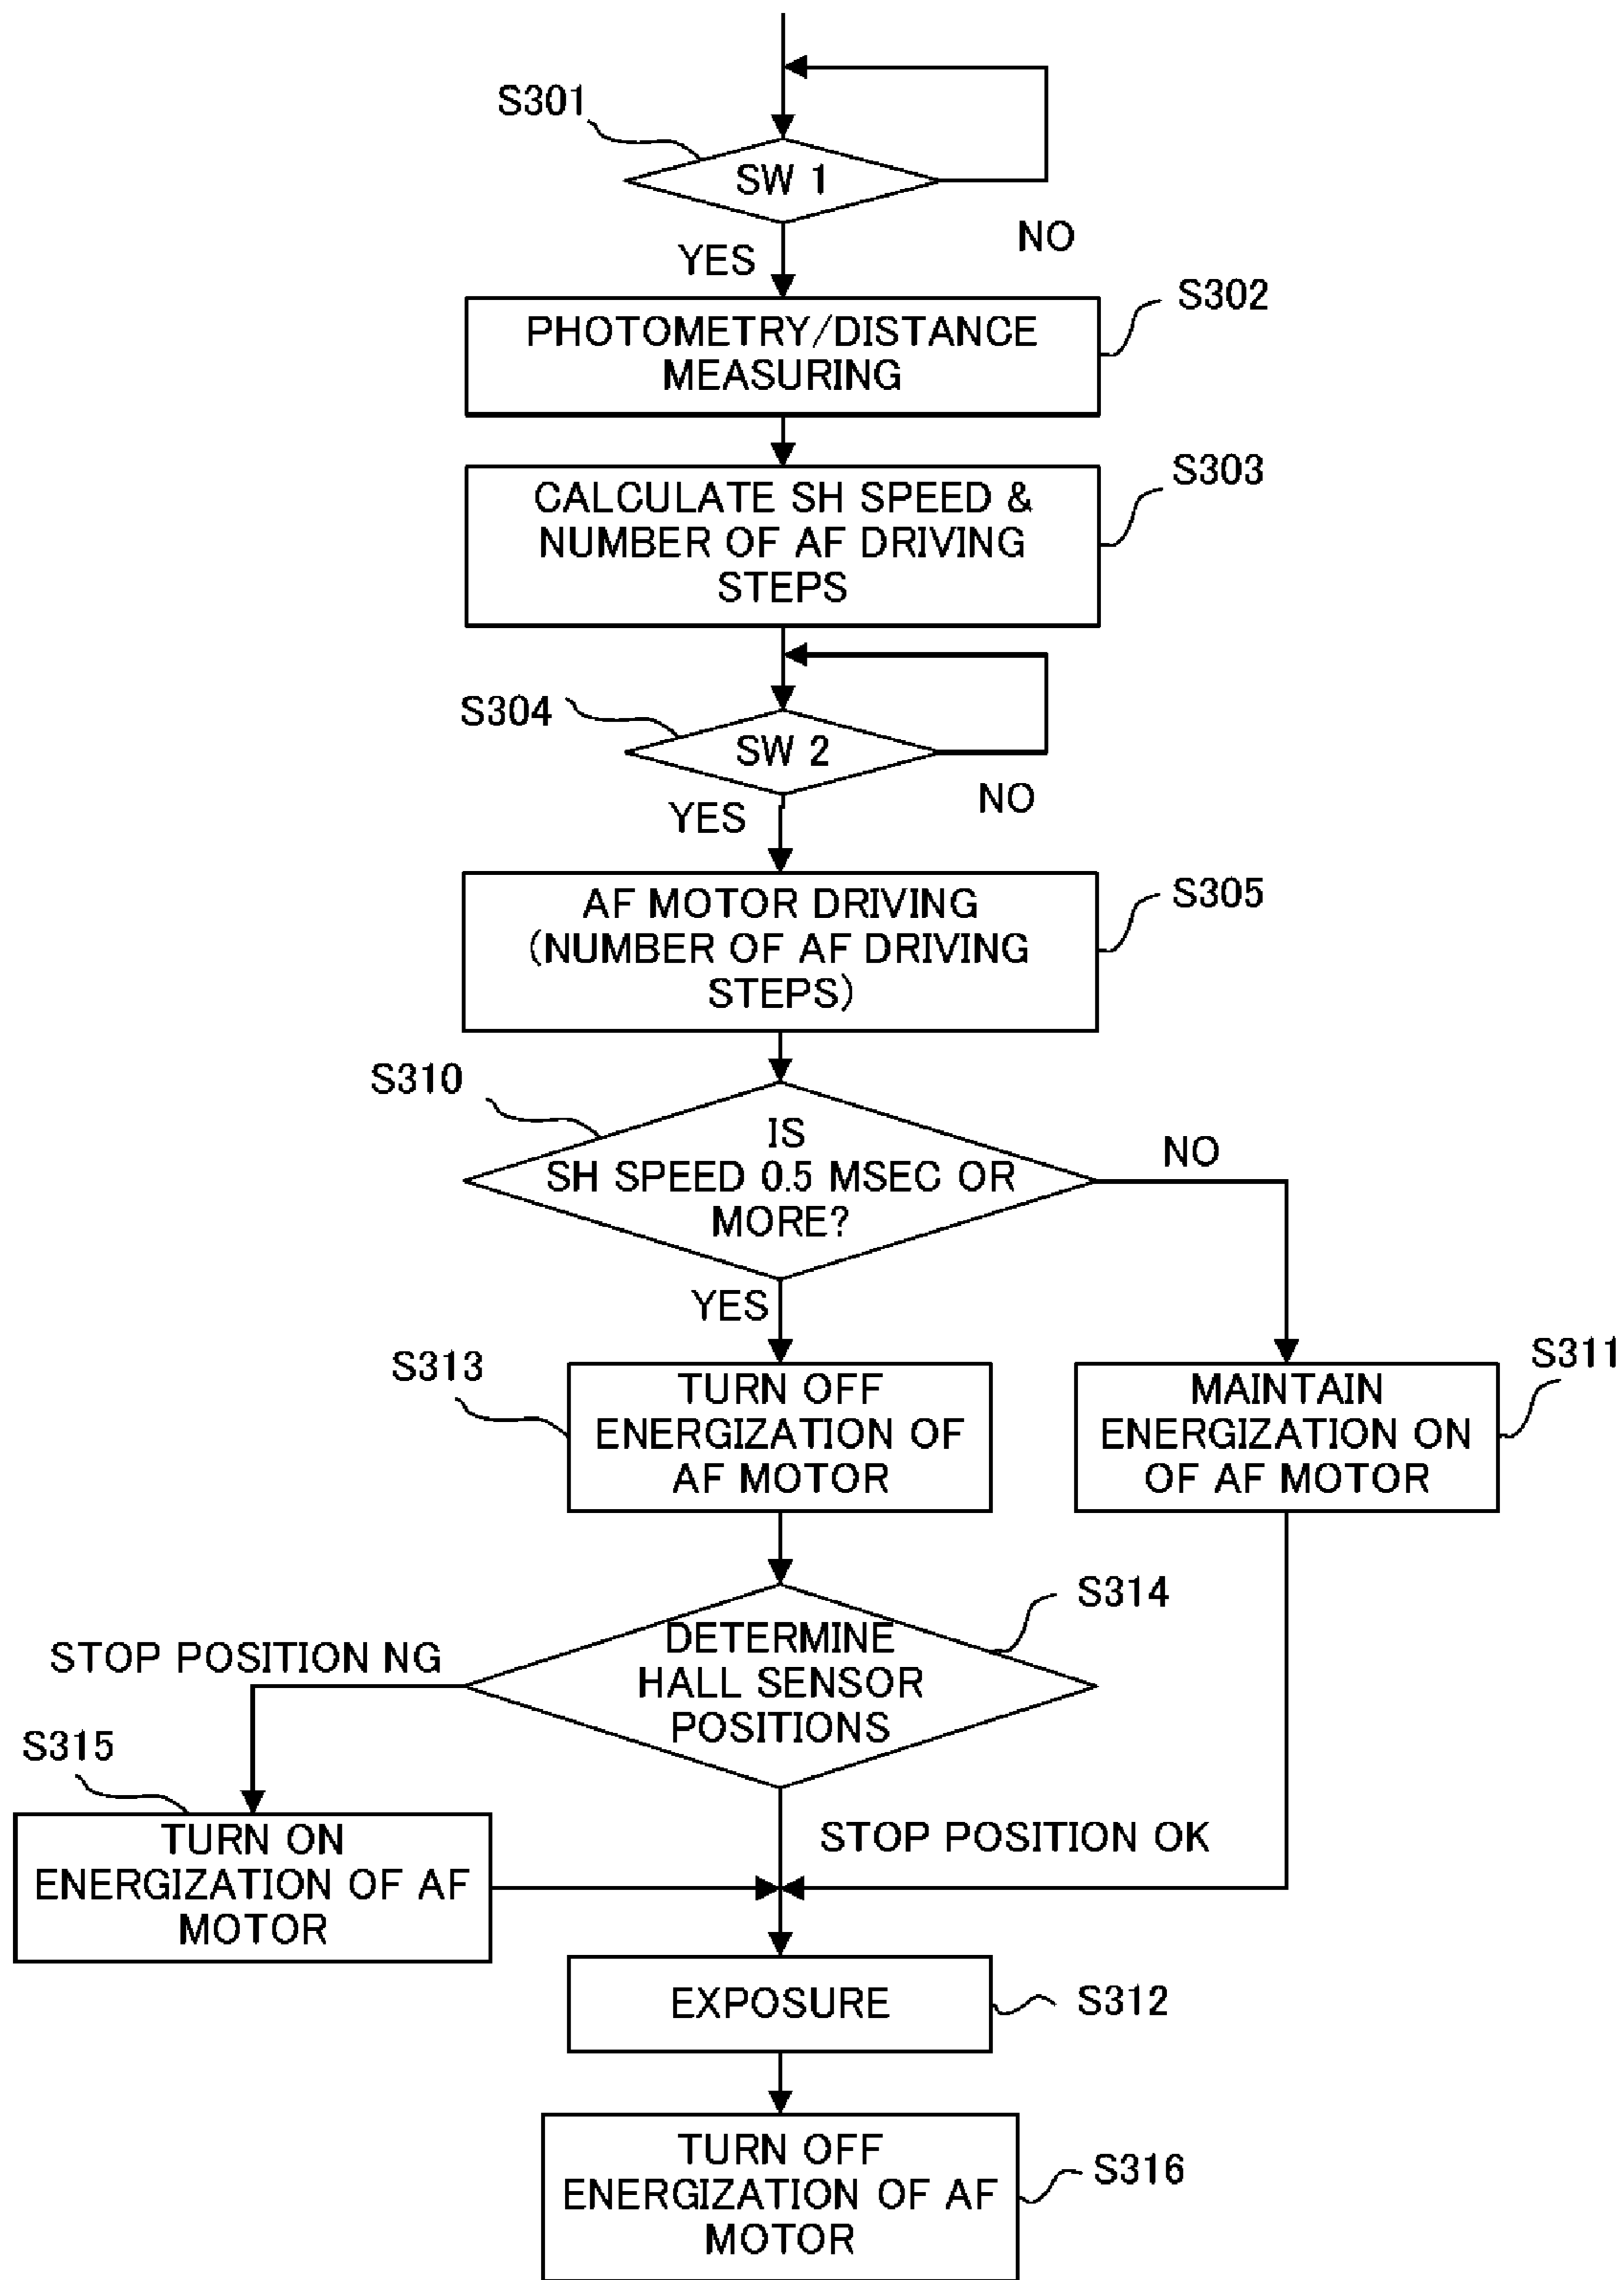 S301
SW 1
NO
YES
S302
PHOTOMETRY/DISTANCE
MEASURING
S303
CALCULATE SH SPEED &
NUMBER OF AF DRIVING
STEPS
S304
SW 2
NO
YES
S305
AF MOTOR DRIVING
(NUMBER OF AF DRIVING
STEPS)
S310
IS
SH SPEED 0.5 MSEC OR
MORE?
NO
YES
S313
TURN OFF
ENERGIZATION OF
AF MOTOR
S311
MAINTAIN
ENERGIZATION ON
OF AF MOTOR
S314
DETERMINE
HALL SENSOR
POSITIONS
STOP POSITION NG
S315
TURN ON
ENERGIZATION OF AF
MOTOR
STOP POSITION OK
EXPOSURE
S312
TURN OFF
ENERGIZATION OF AF
MOTOR
S316